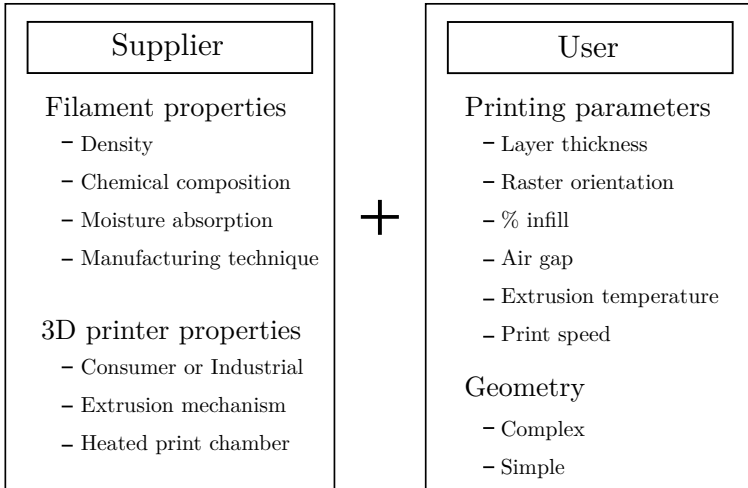 Supplier
Filament properties
– Density
– Chemical composition
– Moisture absorption
– Manufacturing technique
3D printer properties
– Consumer or Industrial
– Extrusion mechanism
– Heated print chamber
+
User
Printing parameters
– Layer thickness
– Raster orientation
– % infill
– Air gap
– Extrusion temperature
– Print speed
Geometry
– Complex
– Simple